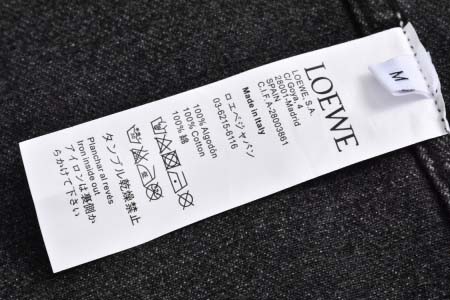 LOEWE
LOEWE, S.A.
C/Goya, 4
28001-Madrid
SPAIN
C.I.F.A-28003861
Made in Italy
ロエベジャパン
03-6215-6116
100% Algodón
100% Cotton
100% 綿
タンブル乾燥禁止
Planchar al revés
Iron inside out
アイロンは裏側か
らかけて下さい
M